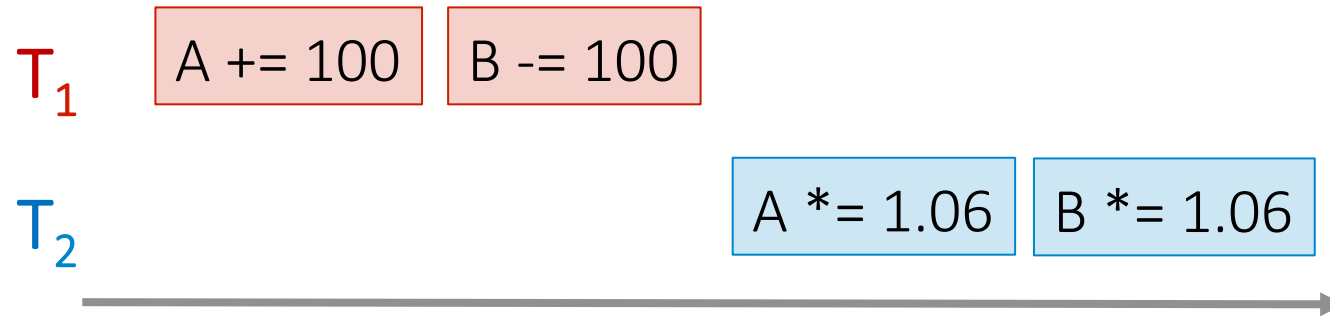 T₁ A += 100 B -= 100
T₂ A *= 1.06 B *= 1.06